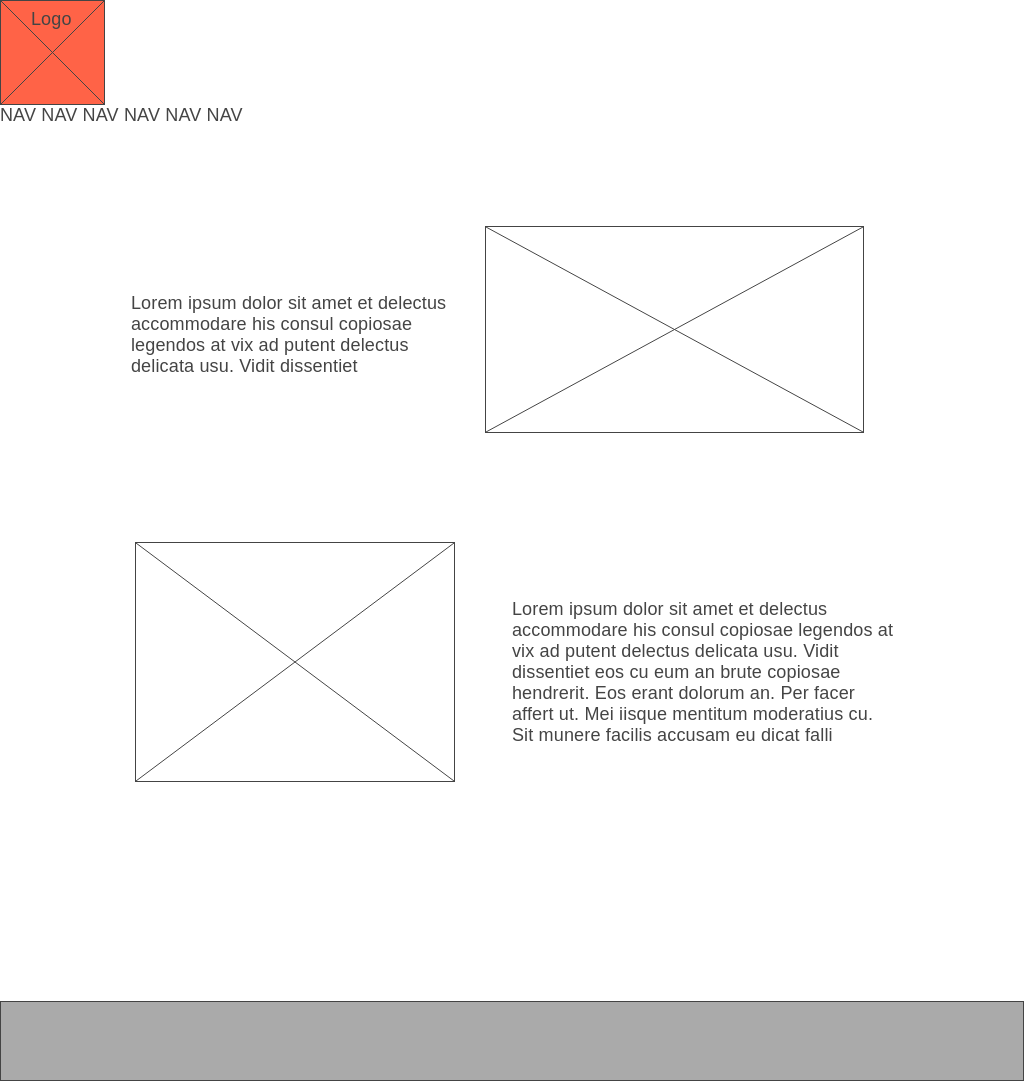 Logo
NAV NAV NAV NAV NAV NAV
Lorem ipsum dolor sit amet et delectus
accommodare his consul copiosae
legendos at vix ad putent delectus
delicata usu. Vidit dissentiet
Lorem ipsum dolor sit amet et delectus
accommodare his consul copiosae legendos at
vix ad putent delectus delicata usu. Vidit
dissentiet eos cu eum an brute copiosae
hendrerit. Eos erant dolorum an. Per facer
affert ut. Mei iisque mentitum moderatius cu.
Sit munere facilis accusam eu dicat falli